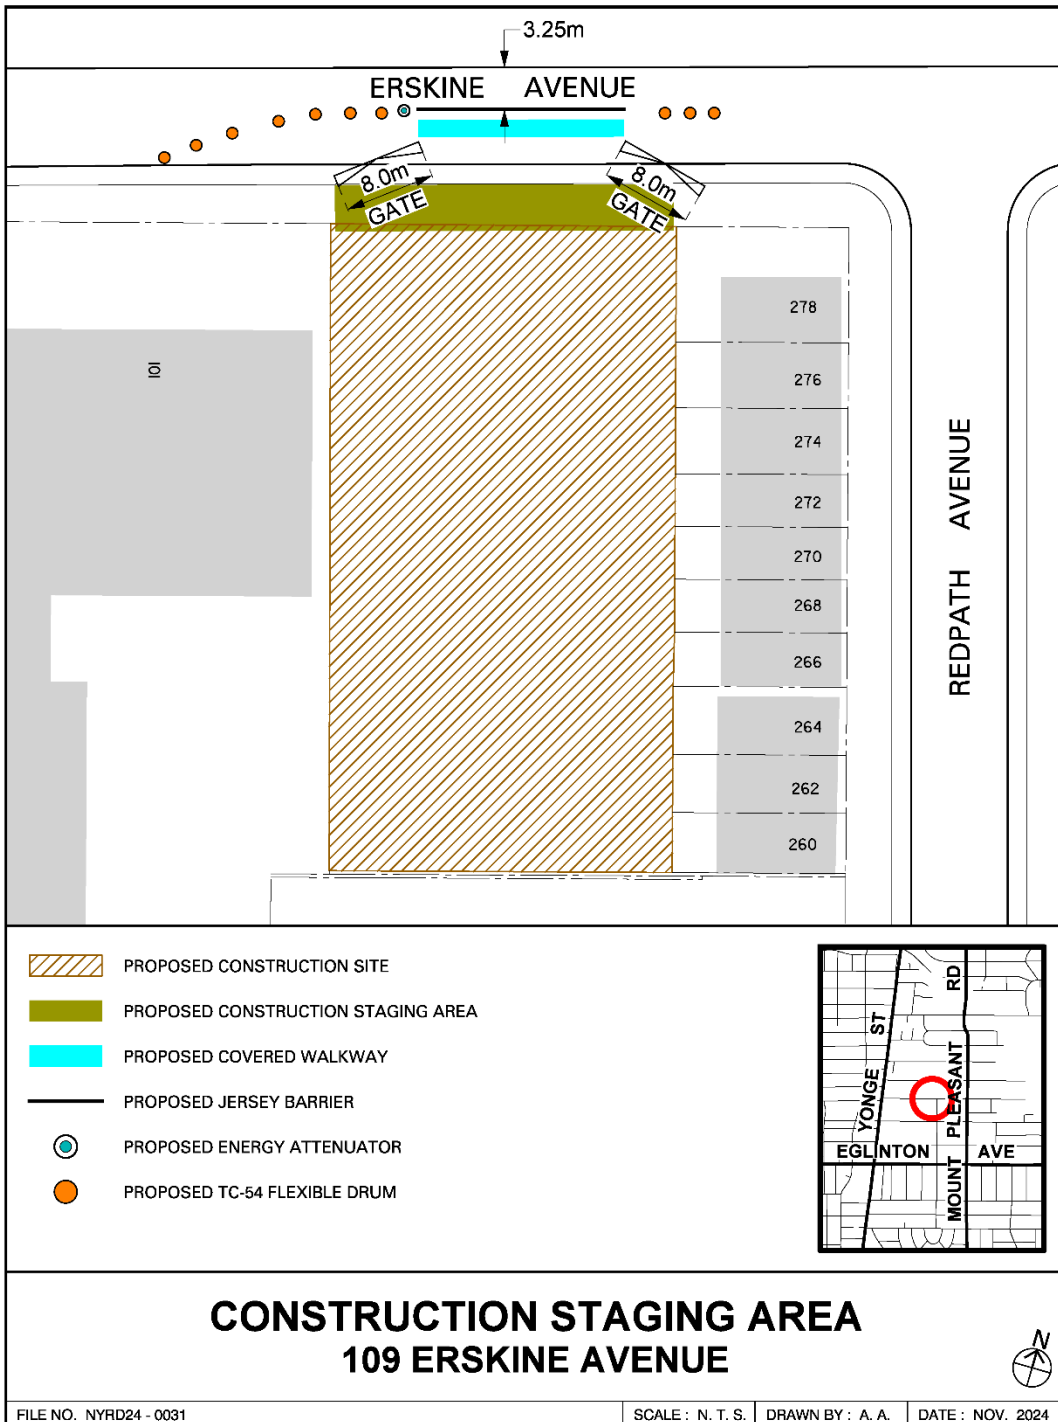 3.25m
ERSKINE AVENUE
8.0m
GATE
8.0m
GATE
101
278
276
274
272
270
268
266
264
262
260
REDPATH AVENUE
PROPOSED CONSTRUCTION SITE
PROPOSED CONSTRUCTION STAGING AREA
PROPOSED COVERED WALKWAY
PROPOSED JERSEY BARRIER
PROPOSED ENERGY ATTENUATOR
PROPOSED TC-54 FLEXIBLE DRUM
YONGE ST
MOUNT PLEASANT RD
EGLINTON AVE
CONSTRUCTION STAGING AREA
109 ERSKINE AVENUE
N
FILE NO. NYRD24 - 0031
SCALE : N. T. S.
DRAWN BY : A. A.
DATE : NOV. 2024